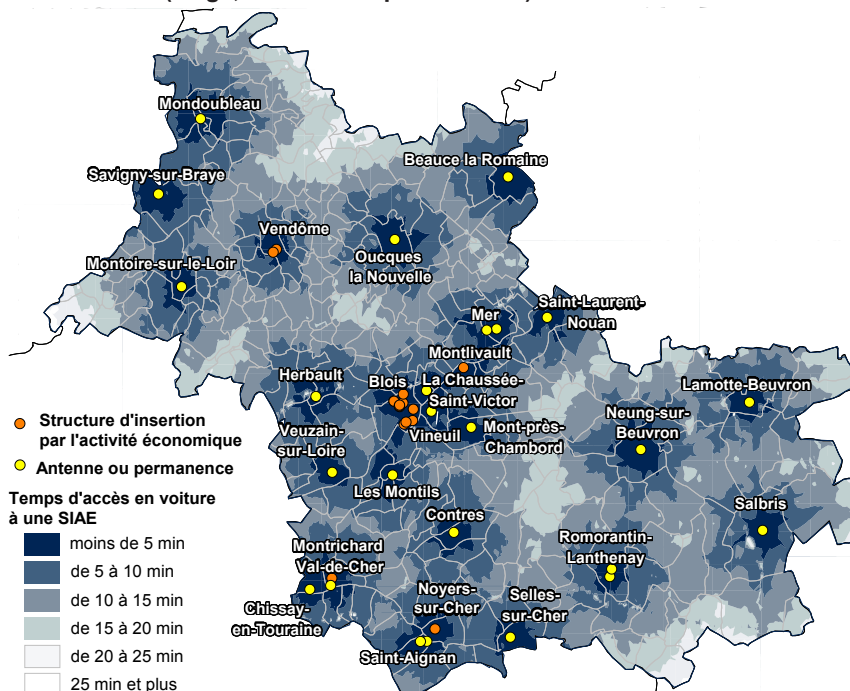 Mondoubleau
Beauce la Romaine
Savigny-sur-Braye
Vendôme
Oucques
la Nouvelle
Montoire-sur-le-Loir
Saint-Laurent-
Nouan
Mer
Montlivault
Herbault
Blois
La Chaussée-
Saint-Victor
Lamotte-Beuvron
Neung-sur-
Beuvron
Vineuil
Mont-près-
Chambord
Veuzain-
sur-Loire
Les Montils
Contres
Salbris
Romorantin-
Lanthenay
Montrichard
Val-de-Cher
Noyers-
sur-Cher
Selles-
sur-Cher
Chissay-
en-Touraine
Saint-Aignan
Structure d'insertion
par l'activité économique
Antenne ou permanence
Temps d'accès en voiture
à une SIAE
moins de 5 min
de 5 à 10 min
de 10 à 15 min
de 15 à 20 min
de 20 à 25 min
25 min et plus